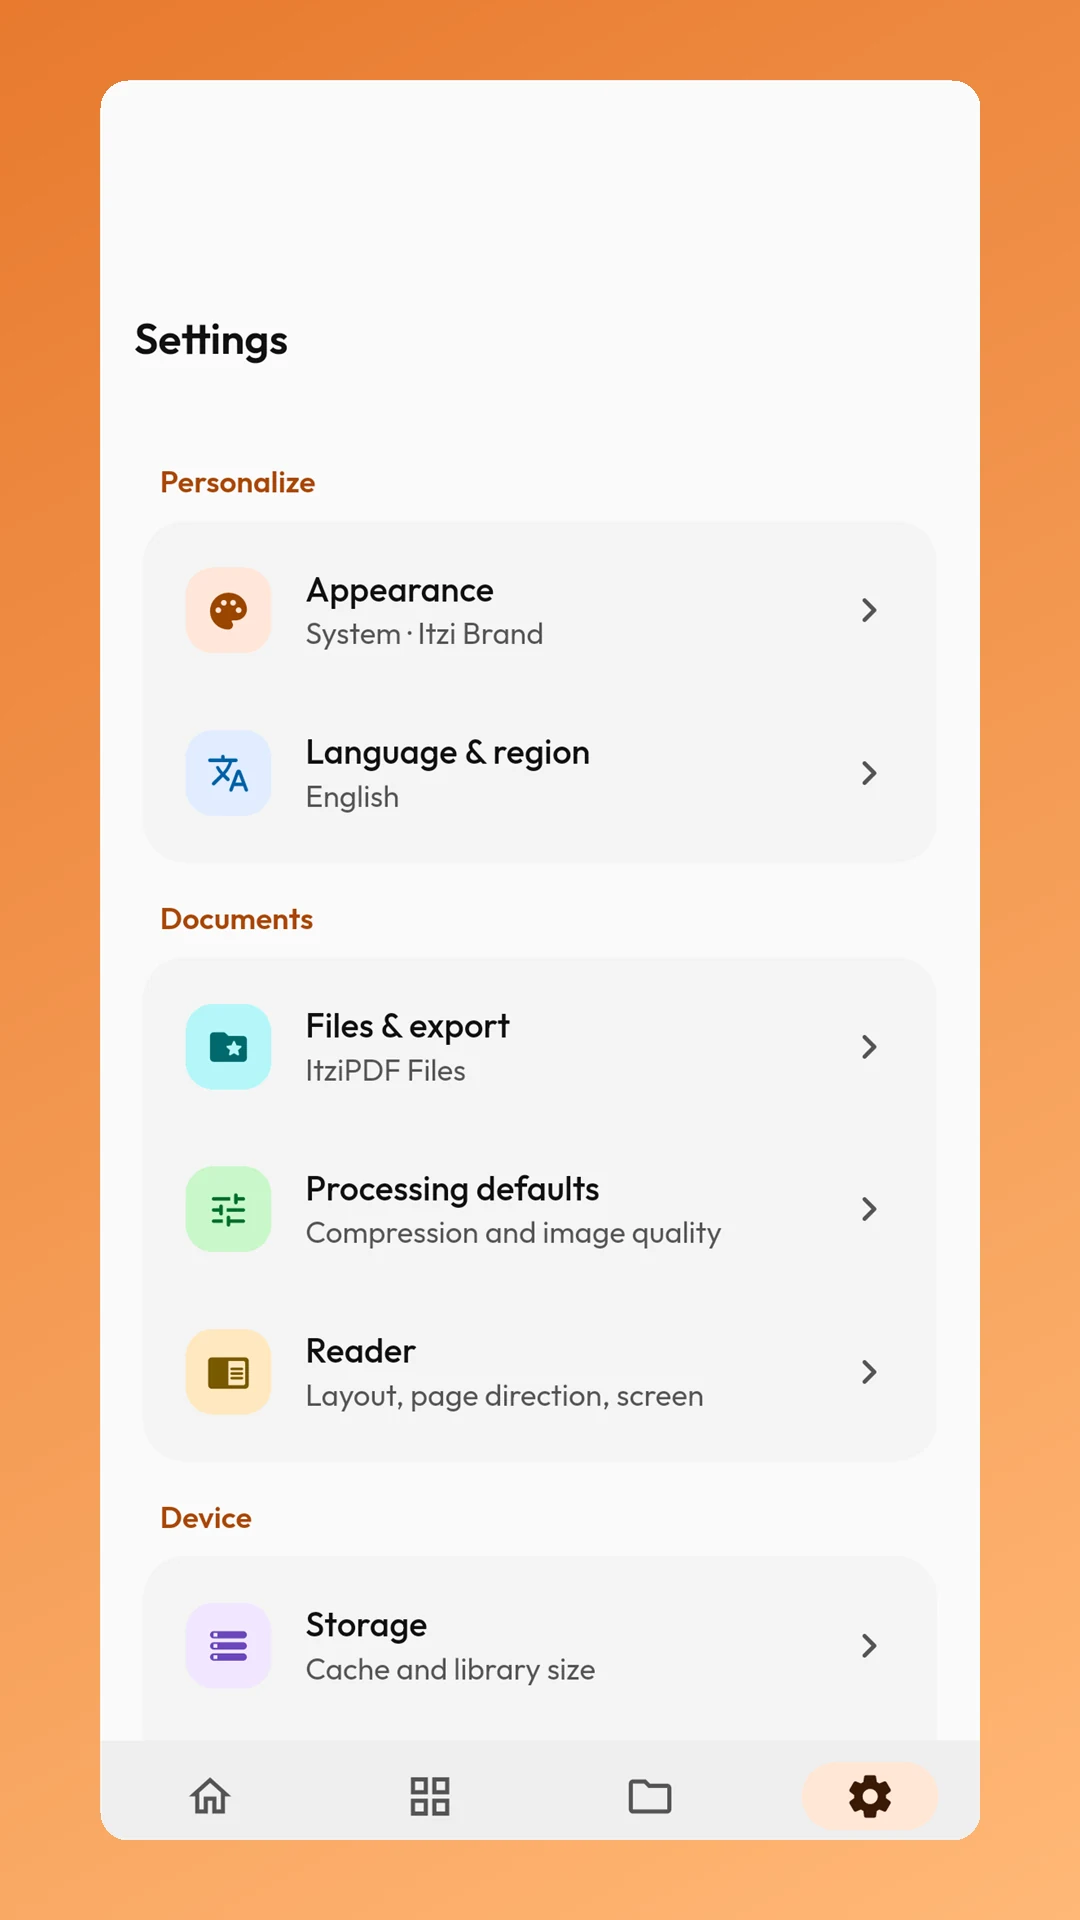 Settings
Personalize
Appearance
System · Itzi Brand
Language & region
English
Documents
Files & export
ItziPDF Files
Processing defaults
Compression and image quality
Reader
Layout, page direction, screen
Device
Storage
Cache and library size